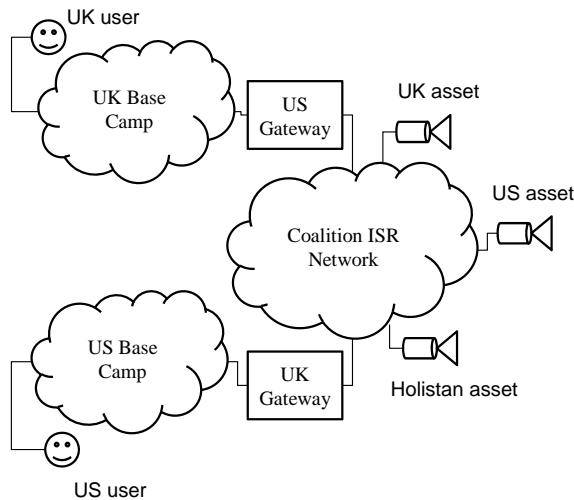 UK user
UK Base
Camp
US
Gateway
UK asset
US asset
Coalition ISR
Network
US Base
Camp
UK
Gateway
Holistan asset
US user